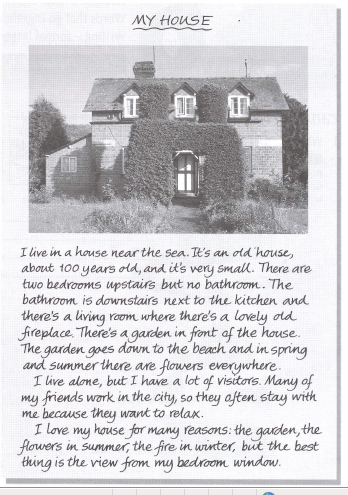 MY HOUSE
I live in a house near the sea. It's an old house,
about 100 years old, and it's very small. There are
two bedrooms upstairs but no bathroom. The
bathroom is downstairs next to the kitchen and
there's a living room where there's a lovely old
fireplace. There's a garden in front of the house.
The garden goes down to the beach and in spring
and summer there are flowers everywhere.
I live alone, but I have a lot of visitors. Many of
my friends work in the city, so they often stay with
me because they want to relax.
I love my house for many reasons: the garden, the
flowers in summer, the fire in winter, but the best
thing is the view from my bedroom window.